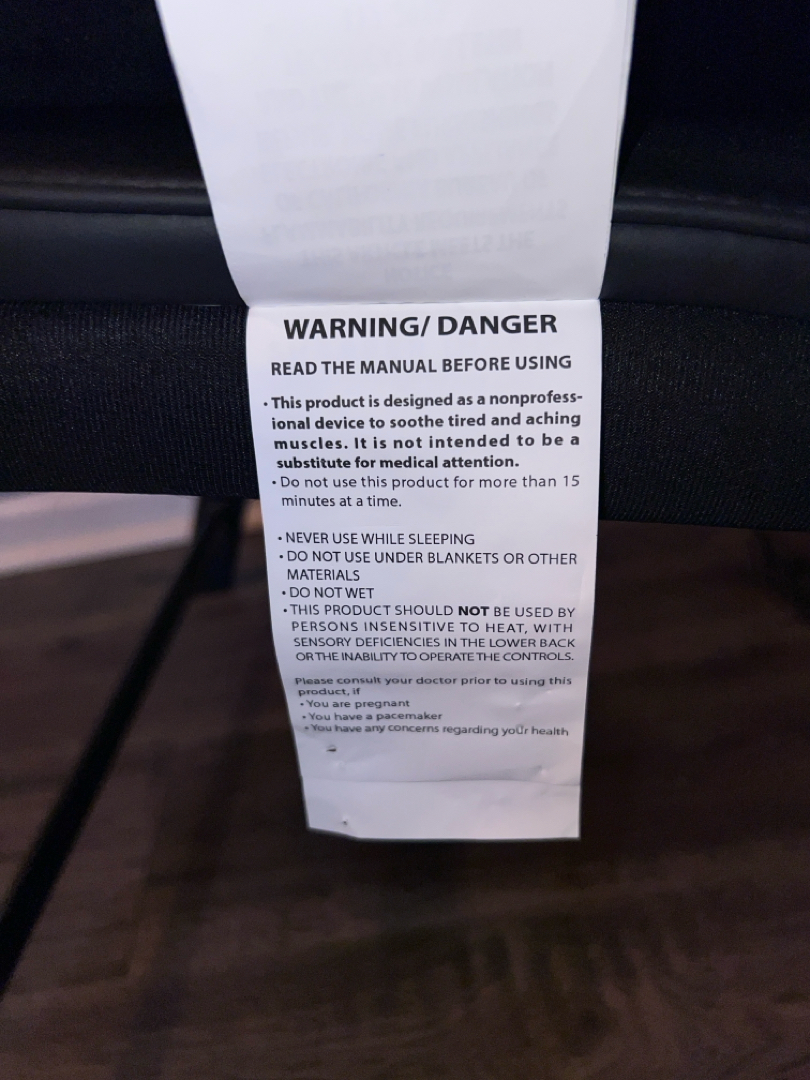 WARNING/ DANGER
READ THE MANUAL BEFORE USING
• This product is designed as a nonprofess-
ional device to soothe tired and aching
muscles. It is not intended to be a
substitute for medical attention.
• Do not use this product for more than 15
minutes at a time.
• NEVER USE WHILE SLEEPING
• DO NOT USE UNDER BLANKETS OR OTHER
MATERIALS
• DO NOT WET
• THIS PRODUCT SHOULD NOT BE USED BY
PERSONS INSENSITIVE TO HEAT, WITH
SENSORY DEFICIENCIES IN THE LOWER BACK
OR THE INABILITY TO OPERATE THE CONTROLS.
Please consult your doctor prior to using this
product, if
• You are pregnant
• You have a pacemaker
• You have any concerns regarding your health